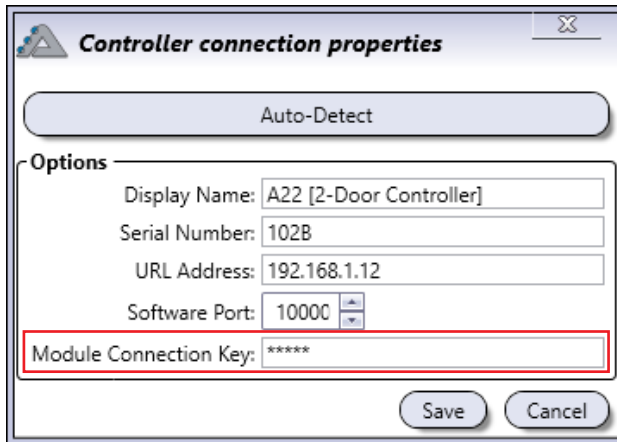 Controller connection properties
Auto-Detect
Options
Display Name: A22 [2-Door Controller]
Serial Number: 102B
URL Address: 192.168.1.12
Software Port: 10000
Module Connection Key: *****
Save Cancel